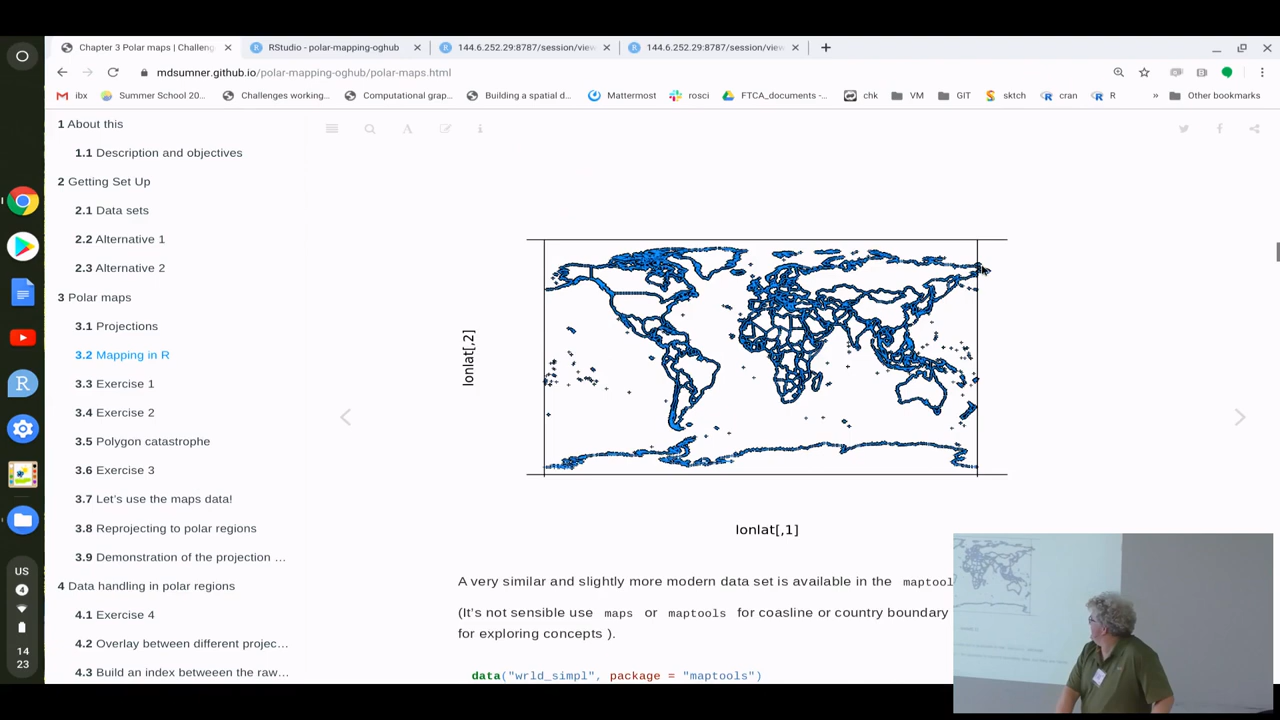 Chapter 3 Polar maps | Challeng
RStudio - polar-mapping-oghub
144.6.252.29:8787/session/view
144.6.252.29:8787/session/view
mdsumner.github.io/polar-mapping-oghub/polar-maps.html
ibx
Summer School 20...
Challenges working...
Computational grap...
Building a spatial d...
Mattermost
rosci
FTCA_documents -...
chk
VM
GIT
sktch
cran
R
»
Other bookmarks
1 About this
1.1 Description and objectives
2 Getting Set Up
2.1 Data sets
2.2 Alternative 1
2.3 Alternative 2
3 Polar maps
3.1 Projections
3.2 Mapping in R
3.3 Exercise 1
3.4 Exercise 2
3.5 Polygon catastrophe
3.6 Exercise 3
3.7 Let's use the maps data!
3.8 Reprojecting to polar regions
3.9 Demonstration of the projection ...
4 Data handling in polar regions
4.1 Exercise 4
4.2 Overlay between different projec...
4.3 Build an index betweeen the raw...
lonlat[,2]
lonlat[,1]
A very similar and slightly more modern data set is available in the maptool
(It's not sensible use maps or maptools for coasline or country boundary
for exploring concepts ).
data("wrld_simpl", package = "maptools")
US
4
14
23